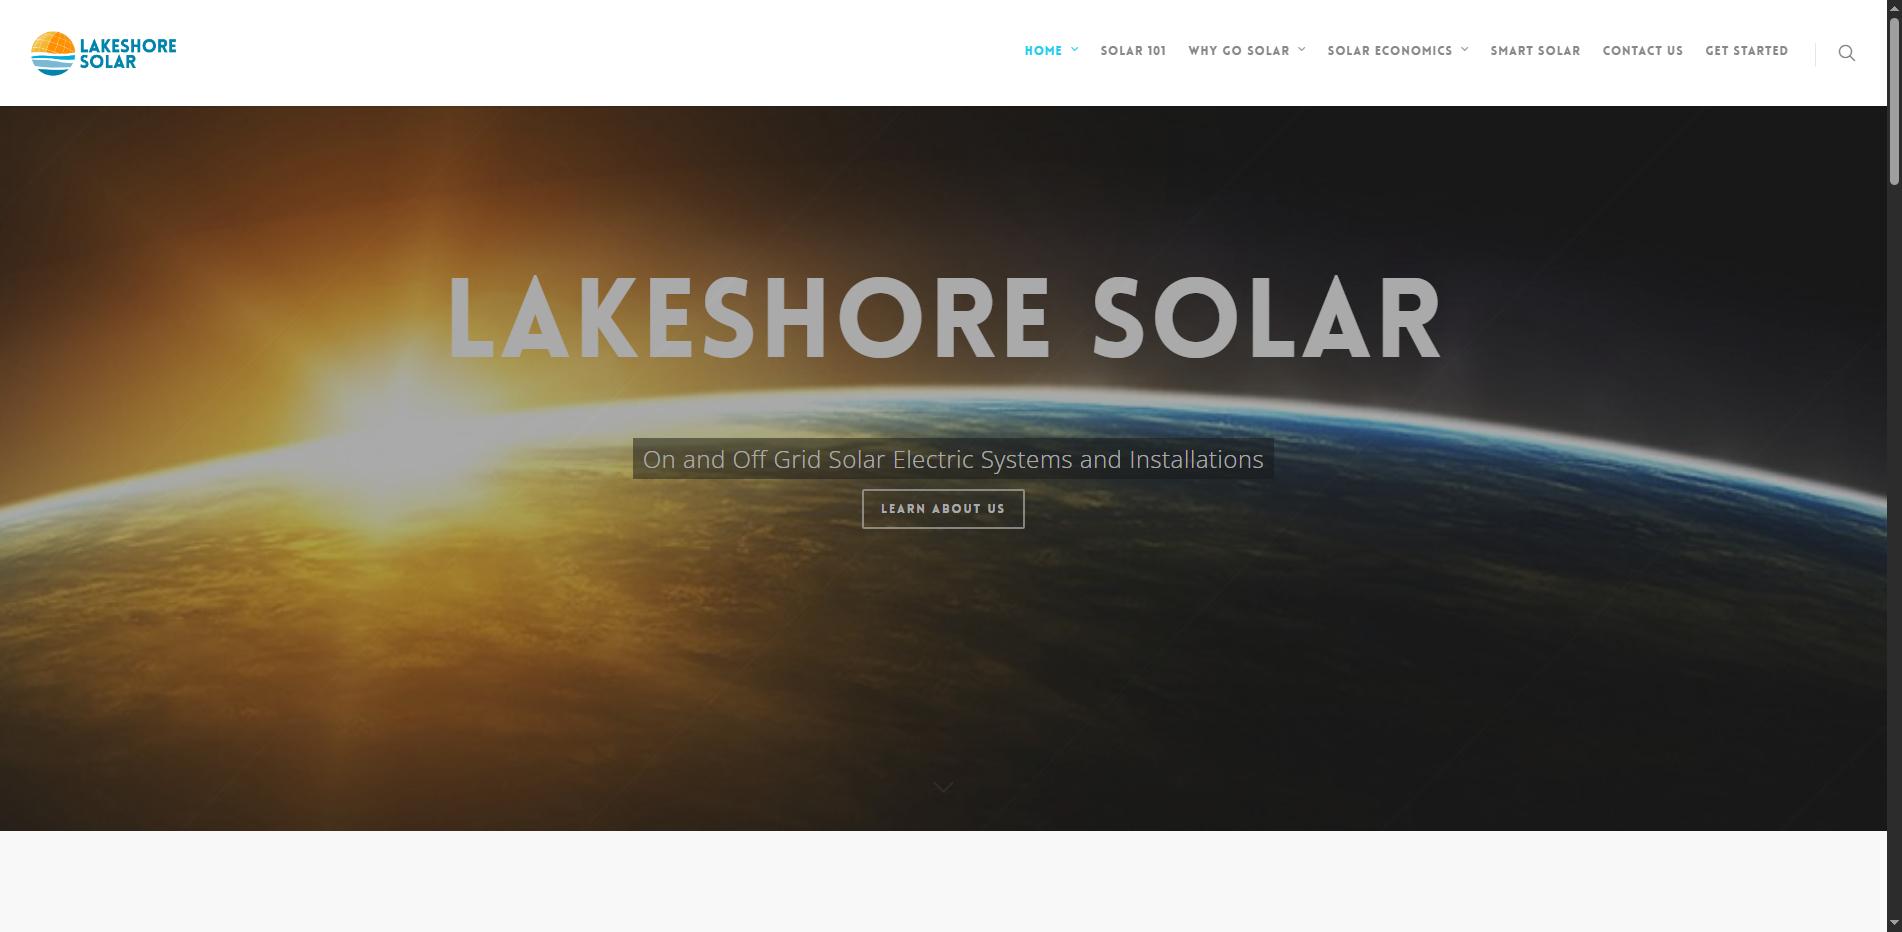 LAKESHORE
SOLAR
HOME
SOLAR 101
WHY GO SOLAR
SOLAR ECONOMICS
SMART SOLAR
CONTACT US
GET STARTED
LAKESHORE SOLAR
On and Off Grid Solar Electric Systems and Installations
LEARN ABOUT US